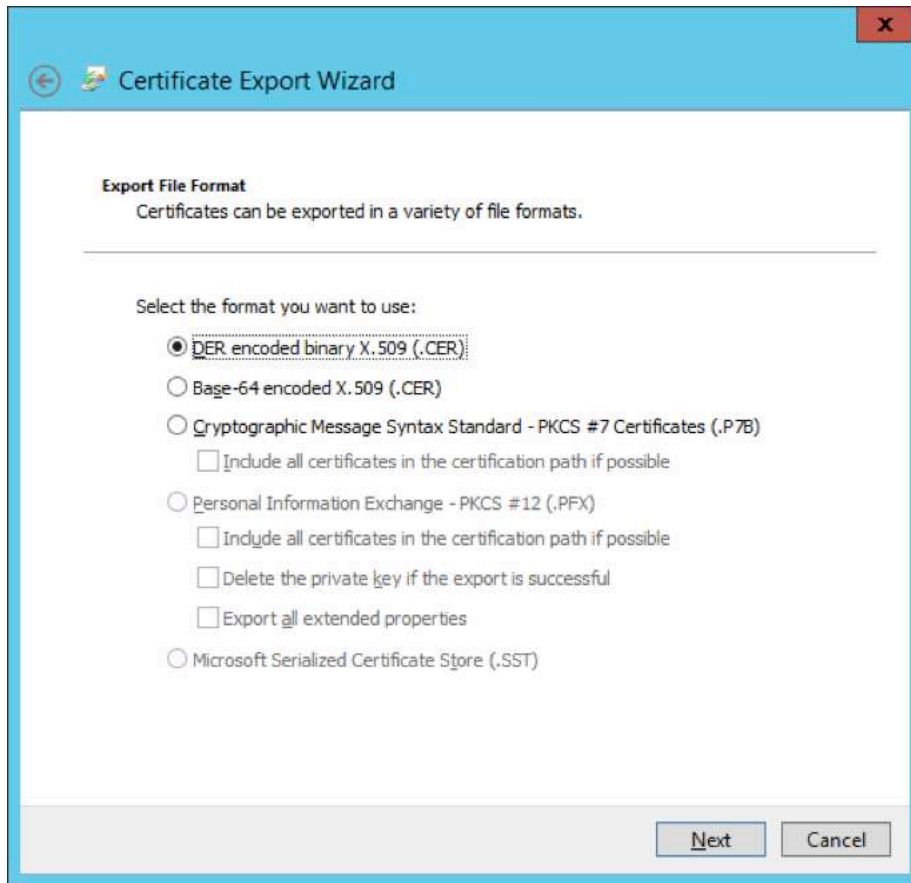 x
Certificate Export Wizard
Export File Format
Certificates can be exported in a variety of file formats.
Select the format you want to use:
DER encoded binary X.509 (.CER)
Base-64 encoded X.509 (.CER)
Cryptographic Message Syntax Standard - PKCS #7 Certificates (.P7B)
Include all certificates in the certification path if possible
Personal Information Exchange - PKCS #12 (.PFX)
Include all certificates in the certification path if possible
Delete the private key if the export is successful
Export all extended properties
Microsoft Serialized Certificate Store (.SST)
Next Cancel